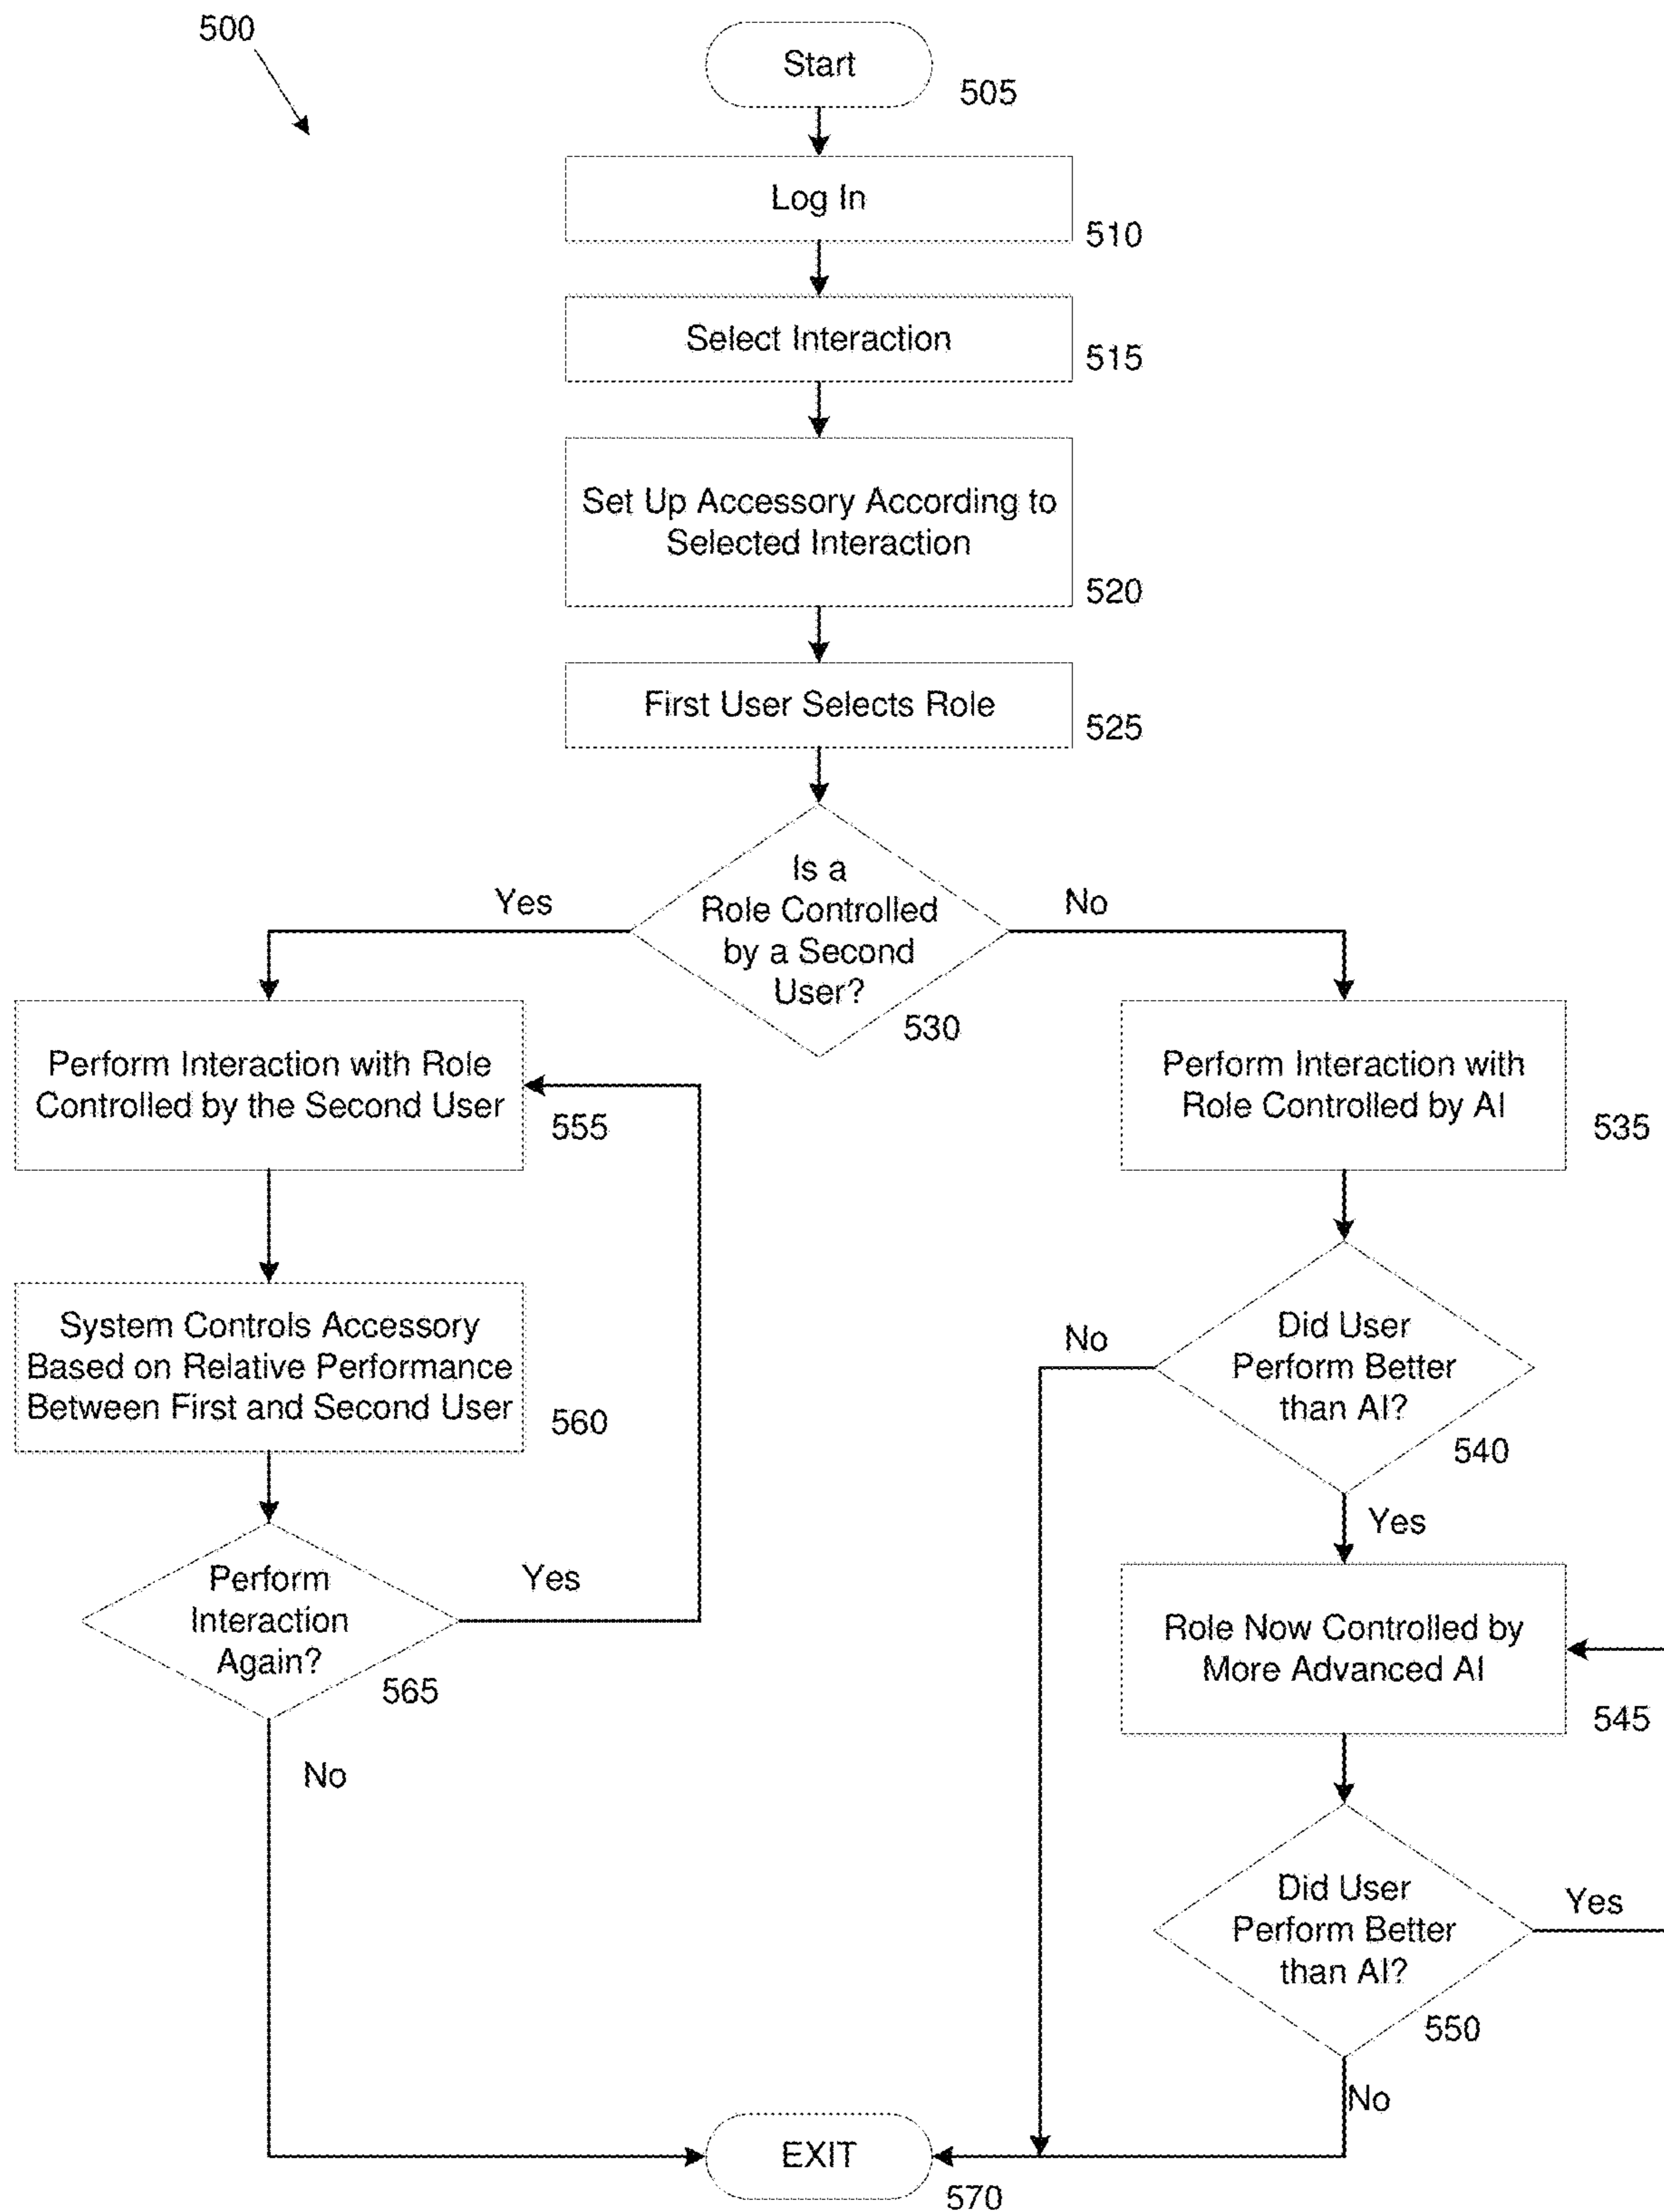 500
Start
505
Log In
510
Select Interaction
515
Set Up Accessory According to
Selected Interaction
520
First User Selects Role
525
Is a
Role Controlled
by a Second
User?
530
Yes
No
Perform Interaction with Role
Controlled by the Second User
555
Perform Interaction with
Role Controlled by AI
535
System Controls Accessory
Based on Relative Performance
Between First and Second User
560
Did User
Perform Better
than AI?
540
No
Yes
Perform
Interaction
Again?
565
Yes
No
Role Now Controlled by
More Advanced AI
545
Did User
Perform Better
than AI?
550
Yes
No
EXIT
570